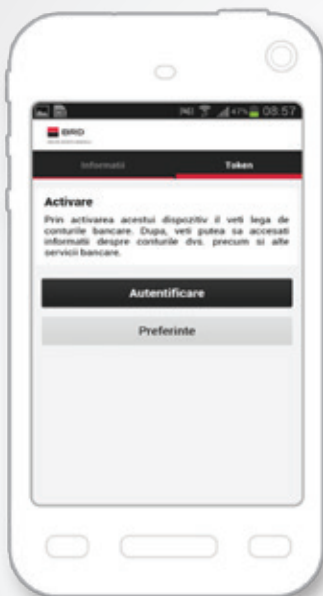 47% 08:57
BRD
Informatii Token
Activare
Prin activarea acestui dispozitiv il veti lega de
conturile bancare. Dupa, veti putea sa accesati
informatii despre conturile dvs. precum si alte
servicii bancare.
Autentificare
Preferinte